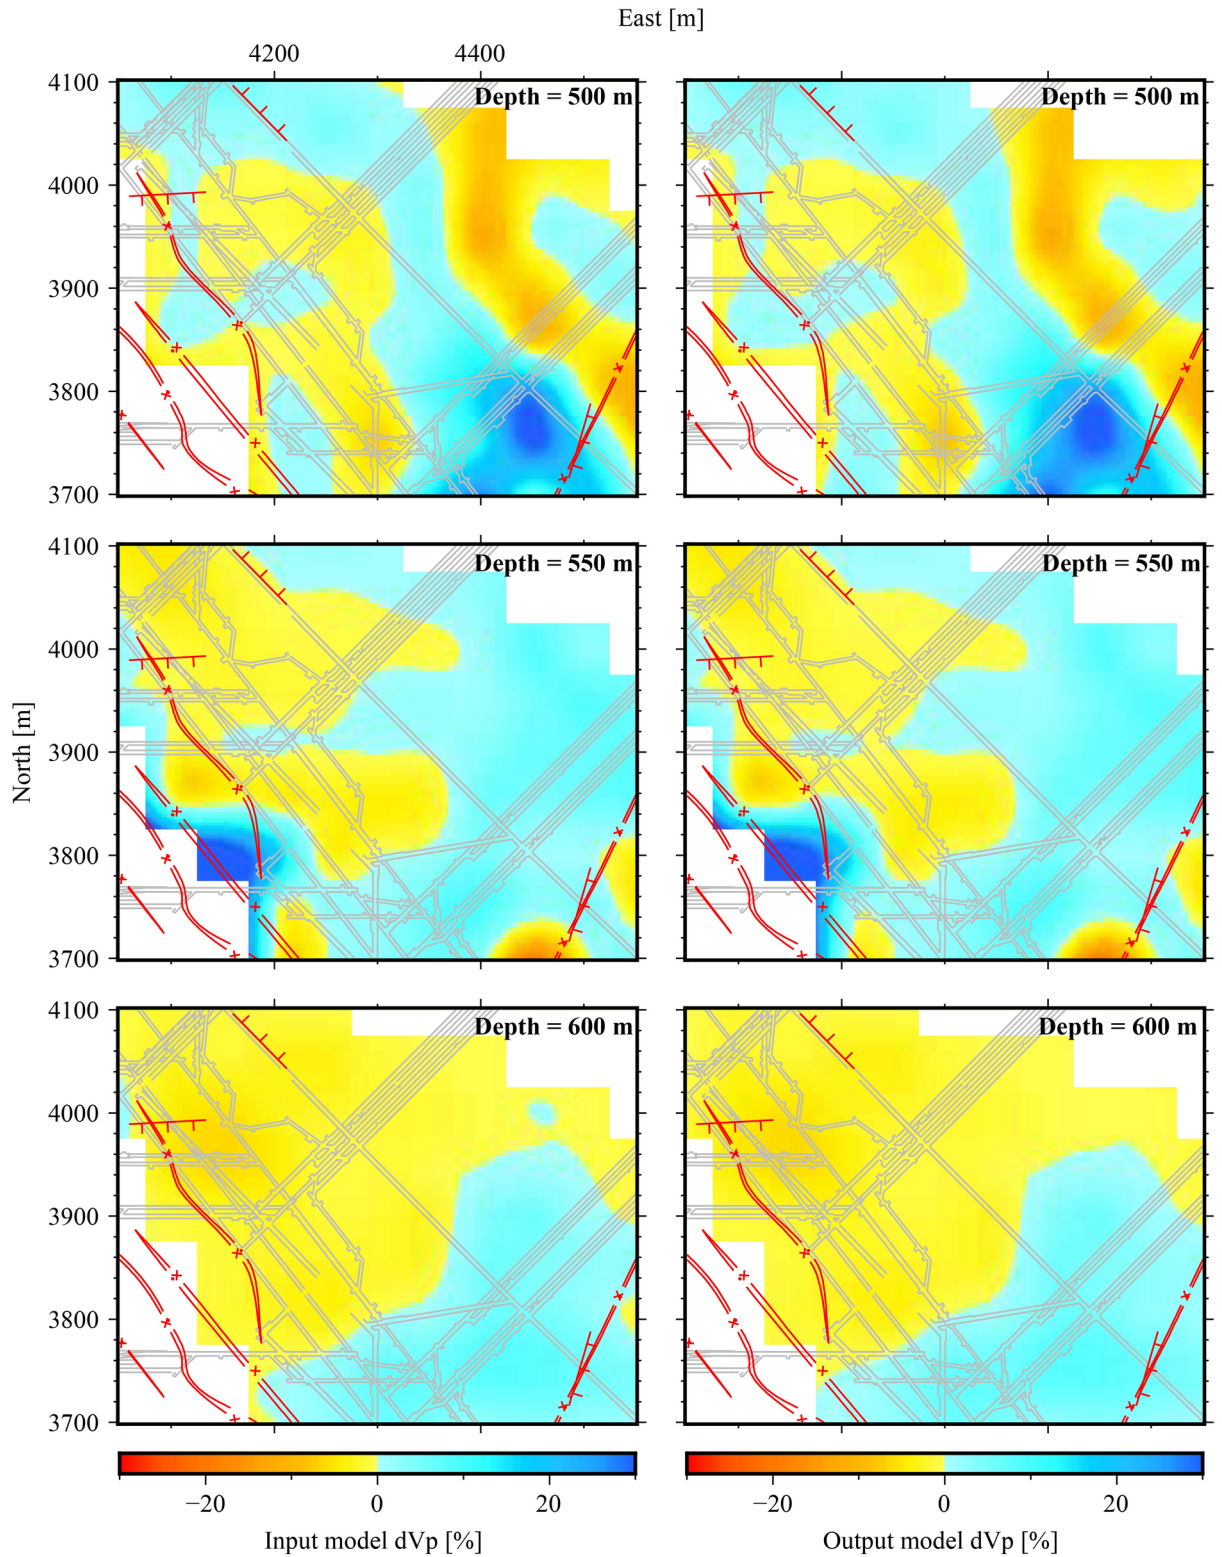 East [m]
4200 4400
4100
Depth = 500 m
Depth = 500 m
4000
3900
3800
3700
4100
Depth = 550 m
Depth = 550 m
4000
North [m]
3900
3800
3700
4100
Depth = 600 m
Depth = 600 m
4000
3900
3800
3700
−20 0 20
−20 0 20
Input model dVp [%]
Output model dVp [%]